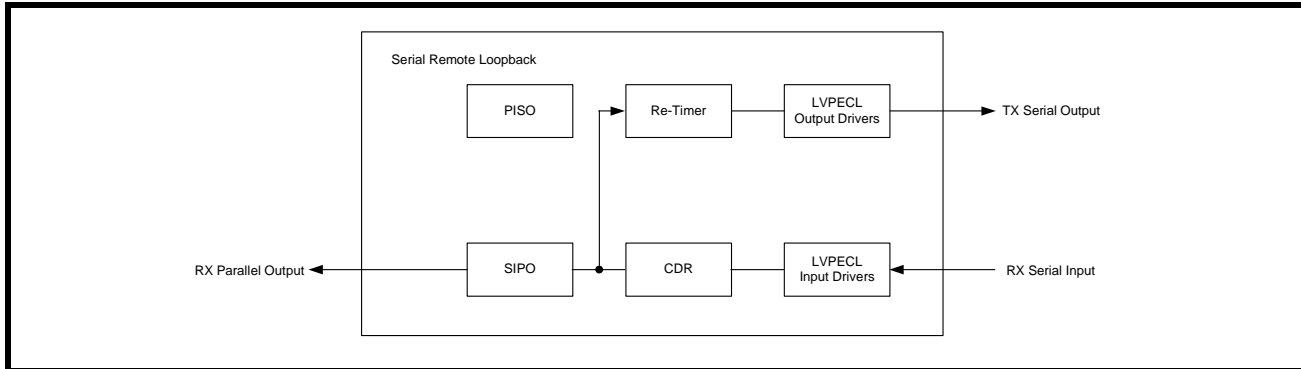 Serial Remote Loopback
PISO
Re-Timer
LVPECL
Output Drivers
TX Serial Output
RX Parallel Output
SIPO
CDR
LVPECL
Input Drivers
RX Serial Input